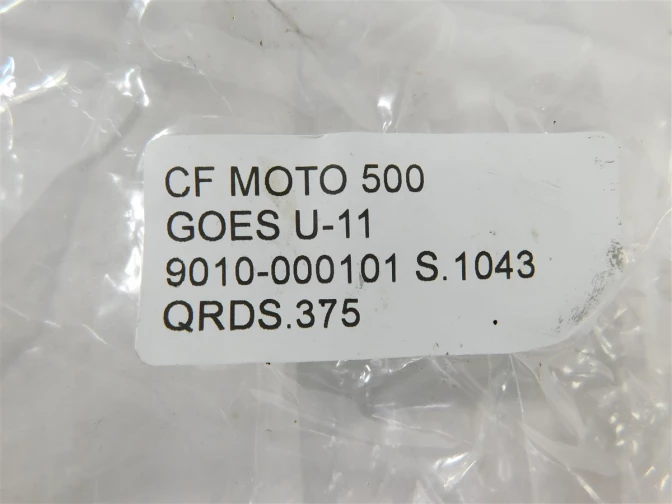 CF MOTO 500
GOES U-11
9010-000101 S.1043
QRDS.375